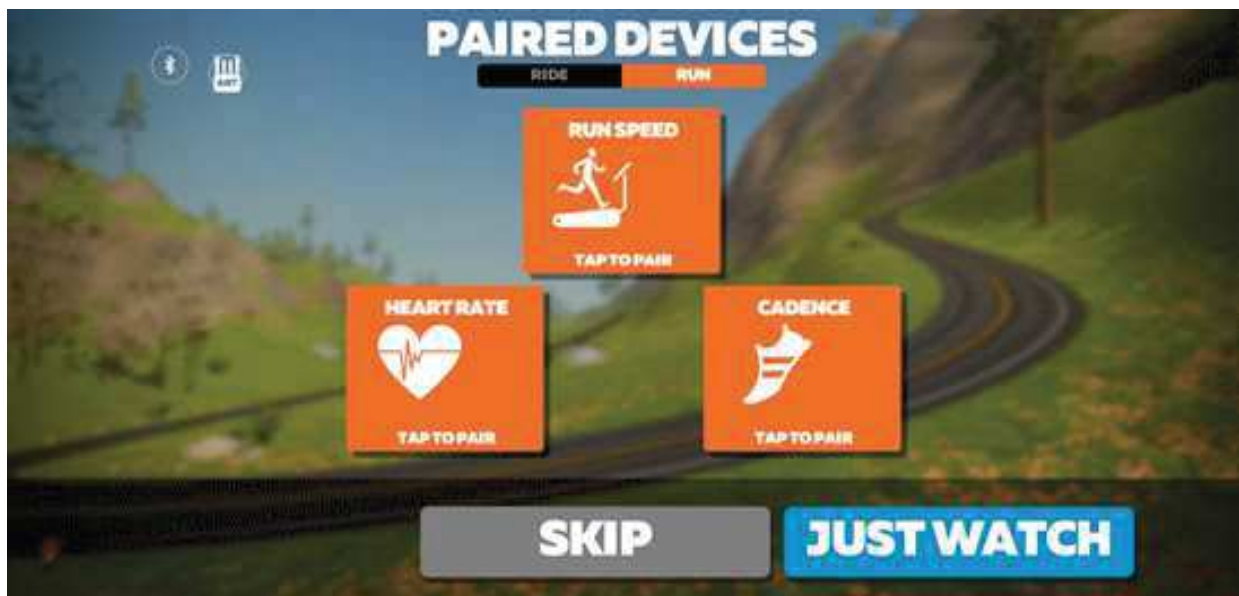 PAIRED DEVICES
ANT
RIDE RUN
RUN SPEED
TAP TO PAIR
HEART RATE
CADENCE
TAP TO PAIR
TAP TO PAIR
SKIP
JUST WATCH